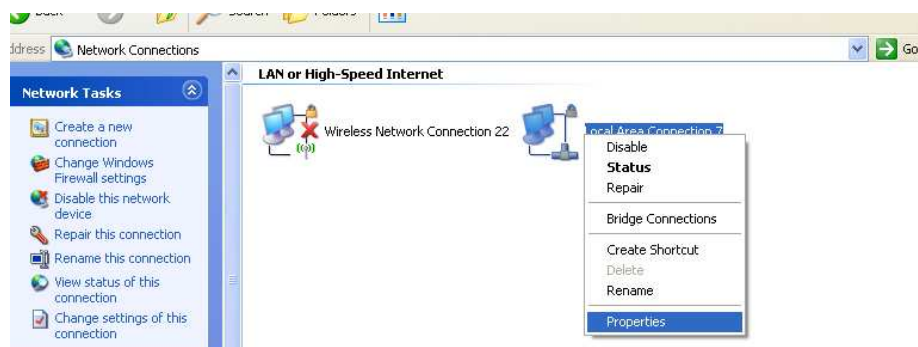 Back Search Folders
ddress Network Connections Go
Network Tasks
Create a new
connection
Change Windows
Firewall settings
Disable this network
device
Repair this connection
Rename this connection
View status of this
connection
Change settings of this
connection
LAN or High-Speed Internet
Wireless Network Connection 22
ocal Area Connection 7
Disable
Status
Repair
Bridge Connections
Create Shortcut
Delete
Rename
Properties